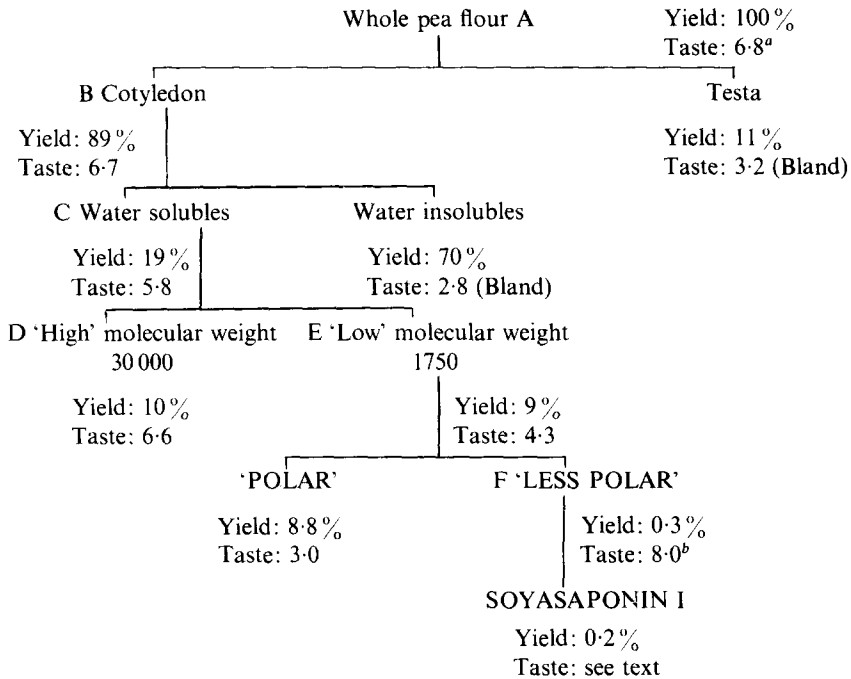 Whole pea flour A
Yield: 100%
Taste: 6·8ᵃ
B Cotyledon
Testa
Yield: 89%
Taste: 6·7
Yield: 11%
Taste: 3·2 (Bland)
C Water solubles
Water insolubles
Yield: 19%
Taste: 5·8
Yield: 70%
Taste: 2·8 (Bland)
D ‘High’ molecular weight
30 000
E ‘Low’ molecular weight
1750
Yield: 10%
Taste: 6·6
Yield: 9%
Taste: 4·3
‘POLAR’
F ‘LESS POLAR’
Yield: 8·8%
Taste: 3·0
Yield: 0·3%
Taste: 8·0ᵇ
SOYASAPONIN I
Yield: 0·2%
Taste: see text